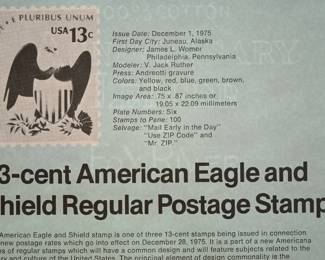 E PLURIBUS UNUM
USA 13c
Issue Date: December 1, 1975
First Day City: Juneau, Alaska
Designer: James L. Womer
Philadelphia, Pennsylvania
Modeler: V. Jack Ruther
Press: Andreotti gravure
Colors: Yellow, red, blue, green, brown,
and black
Image Area: .75 x .87 inches or
19.05 x 22.09 millimeters
Plate Numbers: Six
Stamps to Pane: 100
Selvage: "Mail Early in the Day"
"Use ZIP Code" and
"Mr. ZIP."
3-cent American Eagle and
hield Regular Postage Stamp
American Eagle and Shield stamp is one of three 13-cent stamps being issued in connection
new postage rates which go into effect on December 28, 1975. It is a part of a new Americana
s of regular stamps which will have a common design and will feature subjects related to the
ry and culture of the United States. The principal element of design commonality is the